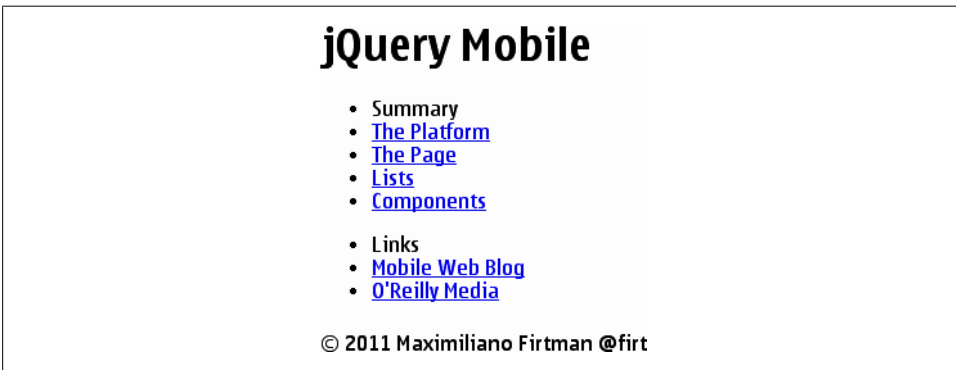 jQuery Mobile
• Summary
• The Platform
• The Page
• Lists
• Components
• Links
• Mobile Web Blog
• O'Reilly Media
© 2011 Maximiliano Firtman @firt